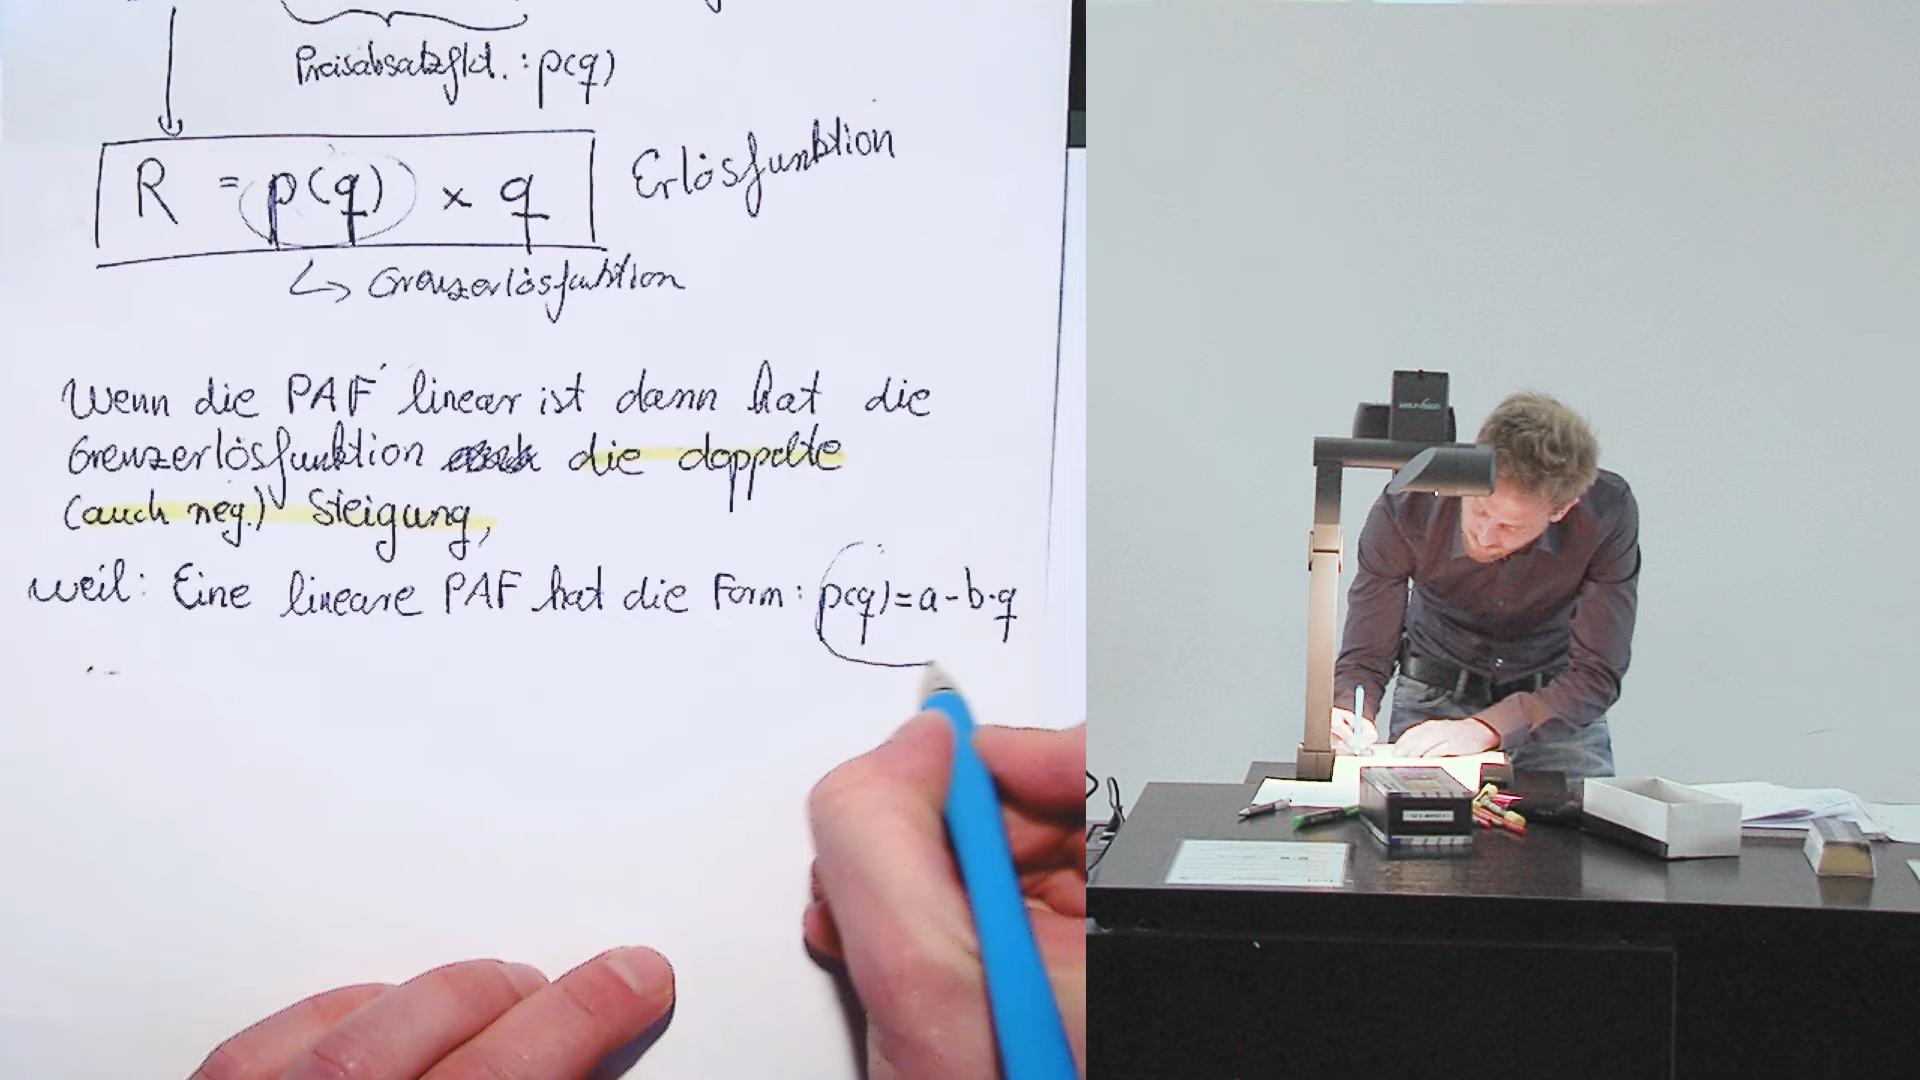 Preisabsatzfkt. : p(q)
R = p(q) x q
Erlösfunktion
↳ Grenzerlösfunktion
Wenn die PAF linear ist dann hat die
Grenzerlösfunktion die doppelte
(auch neg.) Steigung,
weil: Eine lineare PAF hat die Form: p(q)=a-b·q